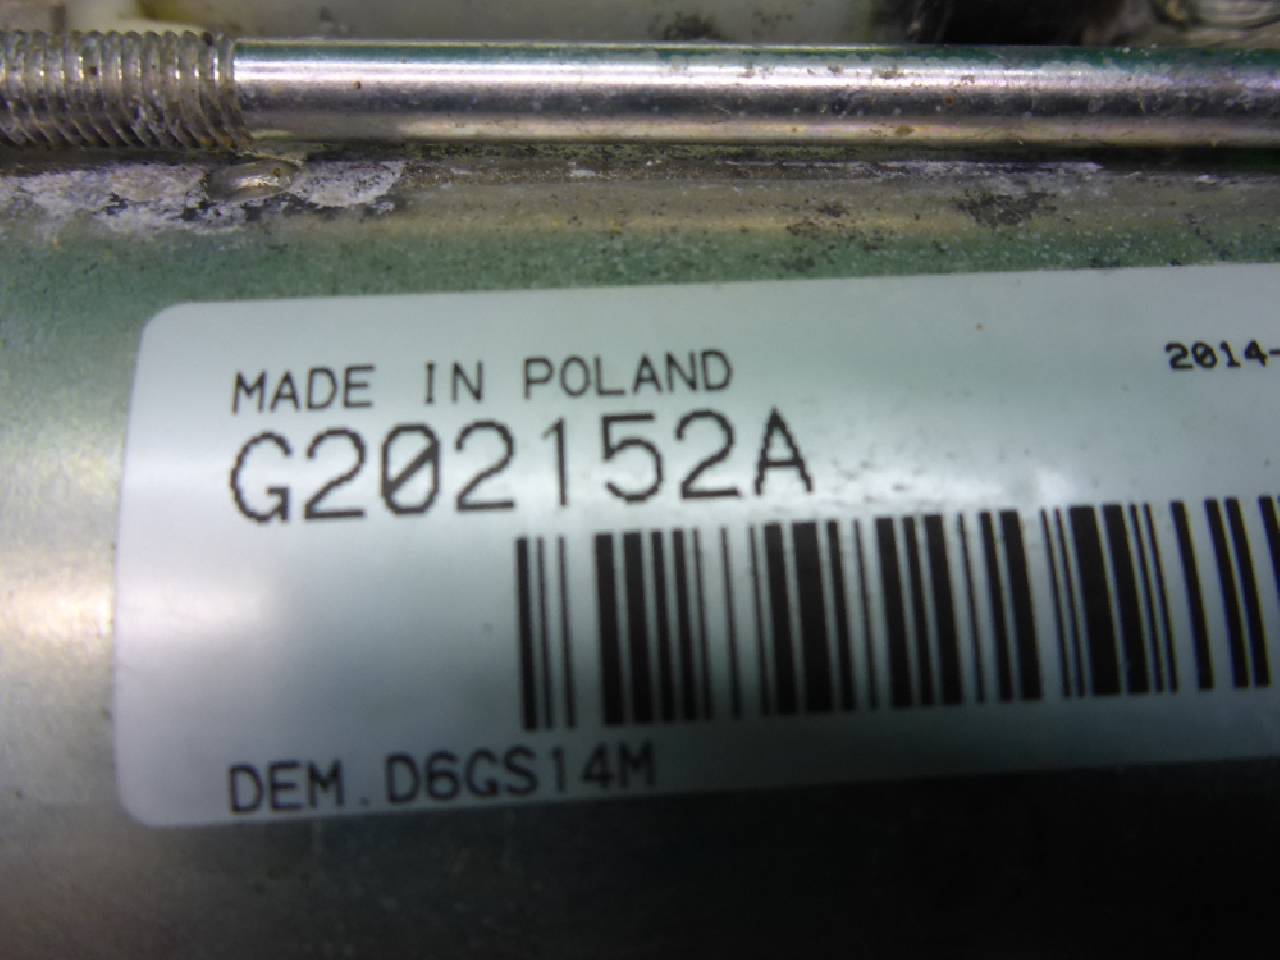 MADE IN POLAND
2014-
G202152A
DEM.D6GS14M